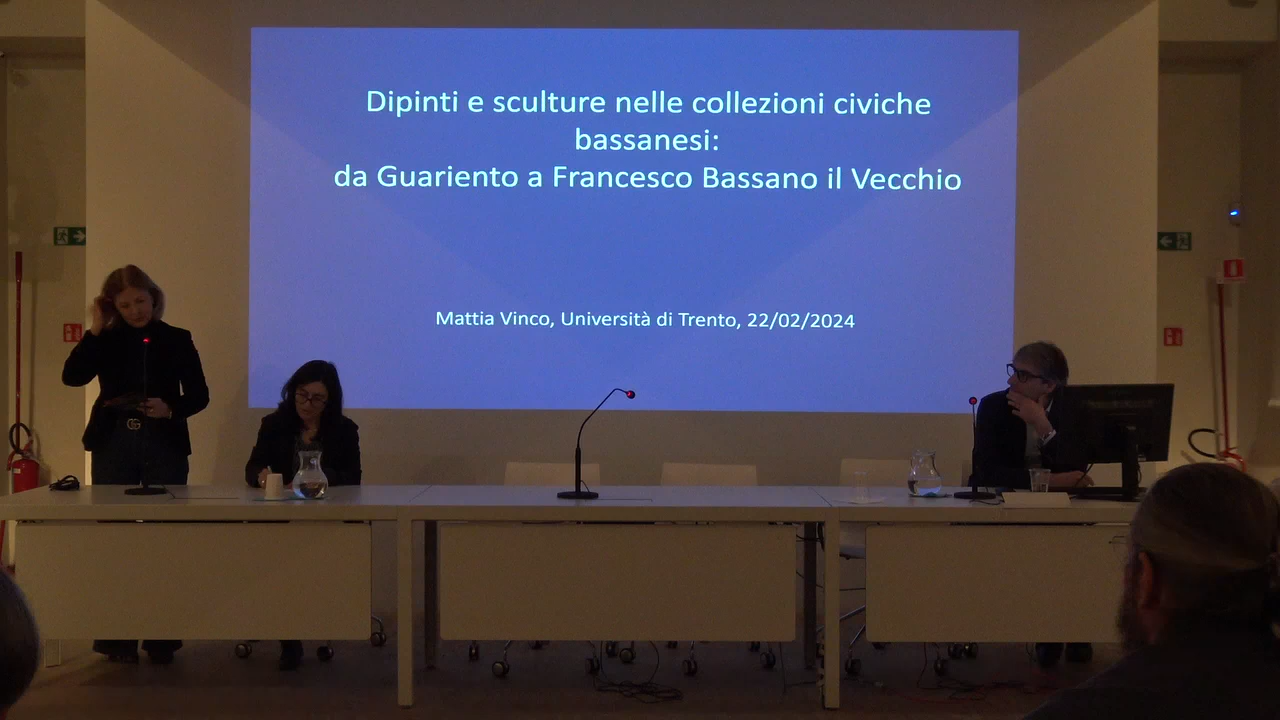 Dipinti e sculture nelle collezioni civiche
bassanesi:
da Guariento a Francesco Bassano il Vecchio
Mattia Vinco, Università di Trento, 22/02/2024